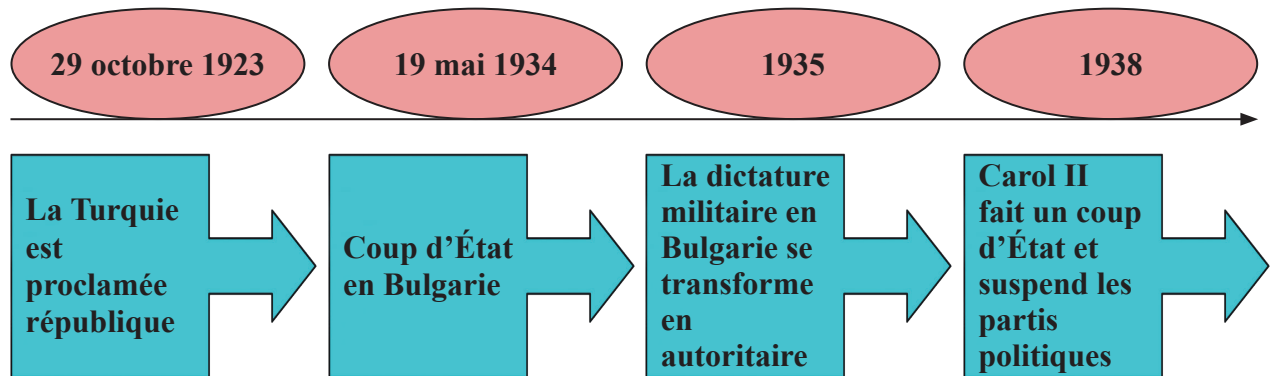 29 octobre 1923
19 mai 1934
1935
1938
La Turquie
est
proclamée
république
Coup d’État
en Bulgarie
La dictature
militaire en
Bulgarie se
transforme
en
autoritaire
Carol II
fait un coup
d’État et
suspend les
partis
politiques